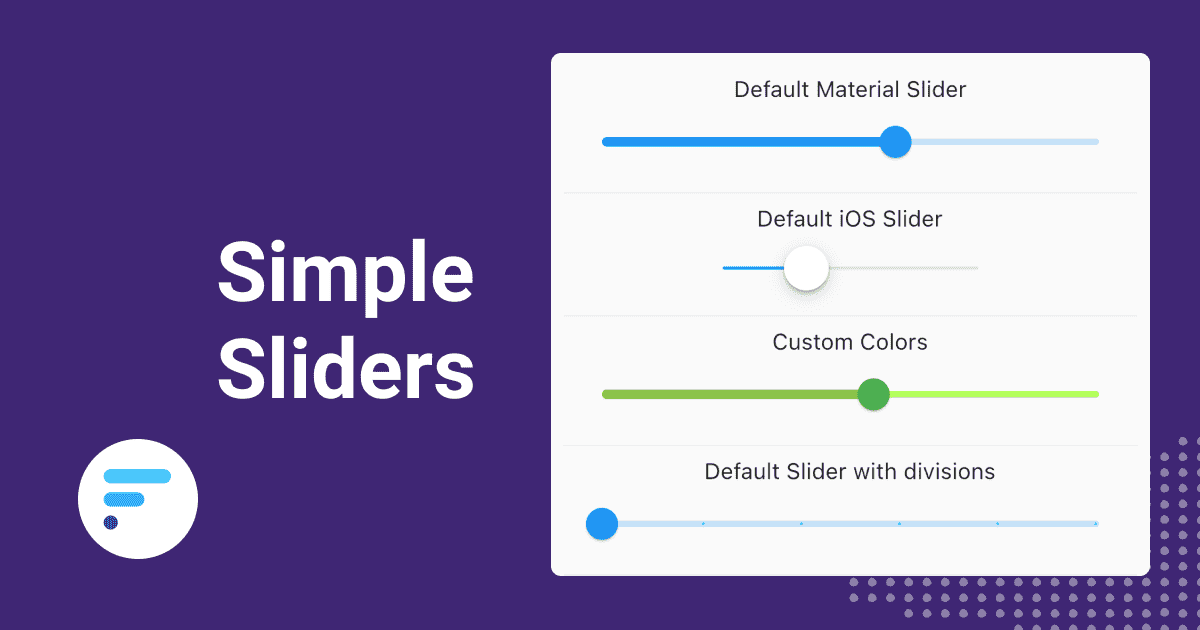 Simple
Sliders
Default Material Slider
Default iOS Slider
Custom Colors
Default Slider with divisions